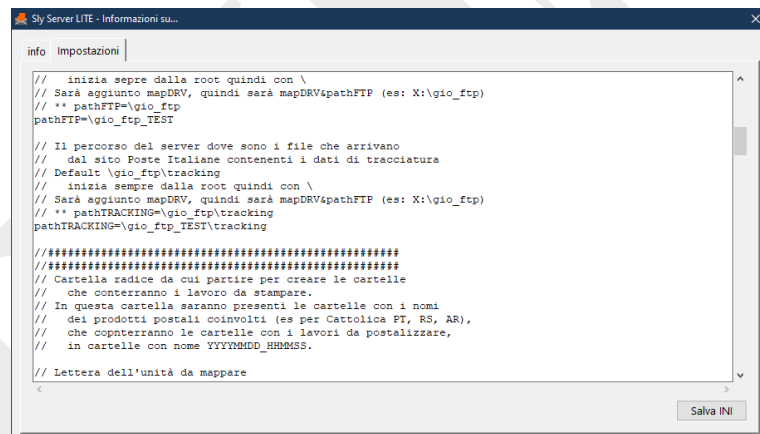 Sly Server LITE - Informazioni su...
info Impostazioni
//   inizia sepre dalla root quindi con \
// Sarà aggiunto mapDRV, quindi sarà mapDRV&pathFTP (es: X:\gio_ftp)
// ** pathFTP=\gio_ftp
pathFTP=\gio_ftp_TEST

// Il percorso del server dove sono i file che arrivano
//   dal sito Poste Italiane contenenti i dati di tracciatura
// Default \gio_ftp\tracking
//   inizia sempre dalla root quindi con \
// Sarà aggiunto mapDRV, quindi sarà mapDRV&pathFTP (es: X:\gio_ftp)
// ** pathTRACKING=\gio_ftp\tracking
pathTRACKING=\gio_ftp_TEST\tracking

//#####################################################
//#####################################################
// Cartella radice da cui partire per creare le cartelle
//   che conterranno i lavoro da stampare.
// In questa cartella saranno presenti le cartelle con i nomi
//   dei prodotti postali coinvolti (es per Cattolica PT, RS, AR),
//   che copnterranno le cartelle con i lavori da postalizzare,
//   in cartelle con nome YYYYMMDD_HHMMSS.

// Lettera dell'unità da mappare
Salva INI